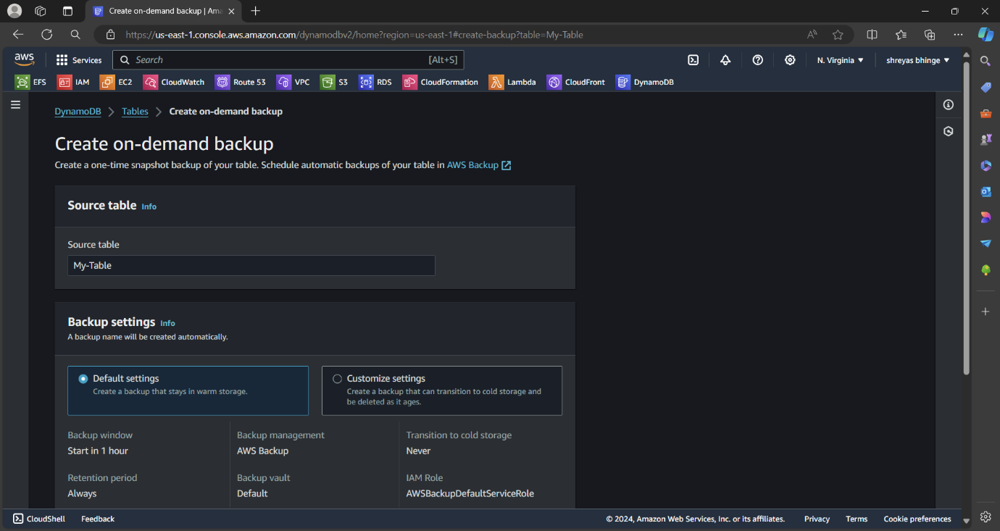 Create on-demand backup | Ama
https://us-east-1.console.aws.amazon.com/dynamodbv2/home?region=us-east-1#create-backup?table=My-Table
aws Services Search [Alt+S] N. Virginia shreyas bhinge
EFS IAM EC2 CloudWatch Route 53 VPC S3 RDS CloudFormation Lambda CloudFront DynamoDB
DynamoDB Tables Create on-demand backup
Create on-demand backup
Create a one-time snapshot backup of your table. Schedule automatic backups of your table in AWS Backup
Source table Info
Source table
My-Table
Backup settings Info
A backup name will be created automatically.
Default settings
Create a backup that stays in warm storage.
Customize settings
Create a backup that can transition to cold storage and
be deleted as it ages.
Backup window
Start in 1 hour
Backup management
AWS Backup
Transition to cold storage
Never
Retention period
Always
Backup vault
Default
IAM Role
AWSBackupDefaultServiceRole
CloudShell Feedback © 2024, Amazon Web Services, Inc. or its affiliates. Privacy Terms Cookie preferences